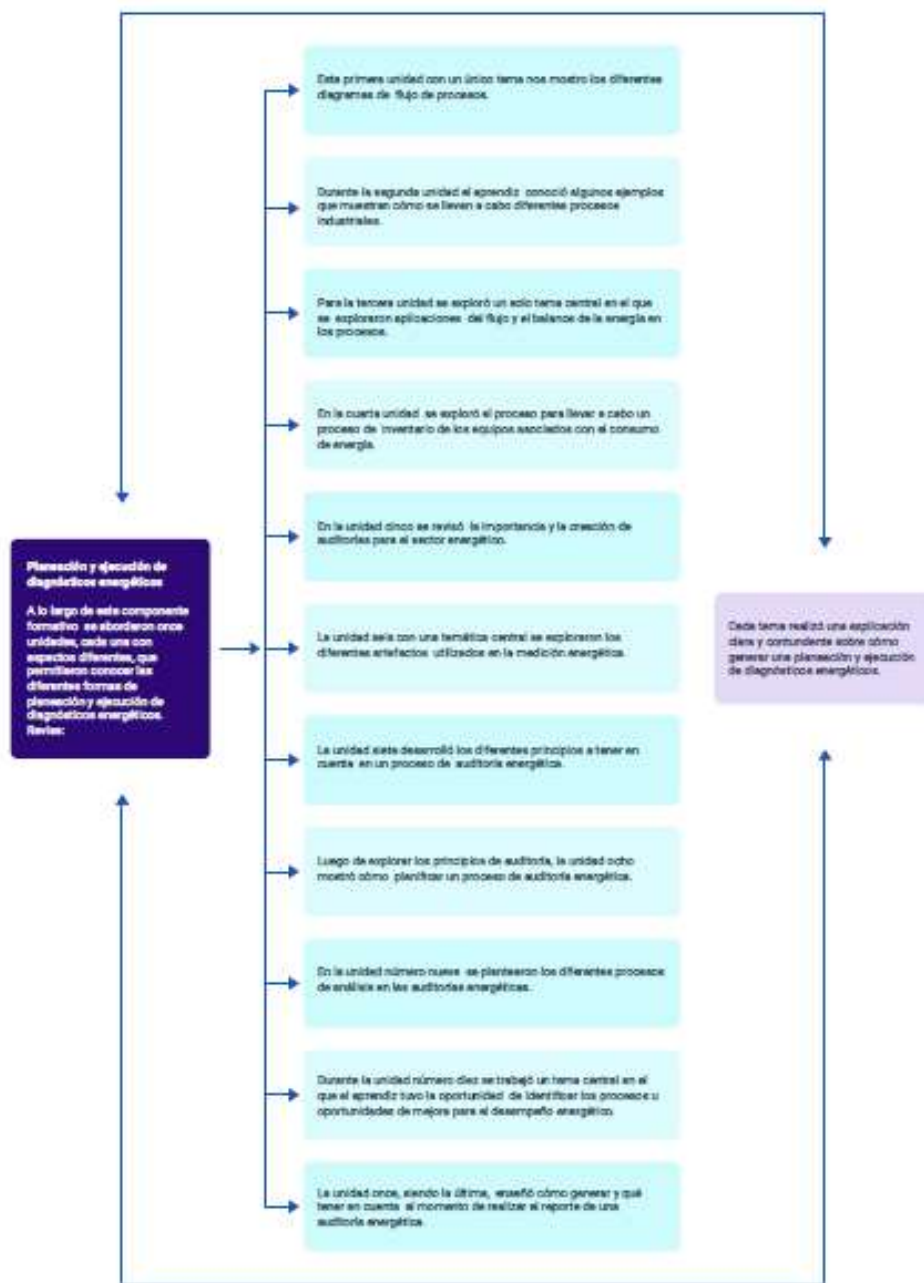 Esta primera unidad con un único tema nos mostro los diferentes
diagramas de flujo de procesos.
Durante la segunda unidad el aprendiz conoció algunos ejemplos
que muestran cómo se llevan a cabo diferentes procesos
industriales.
Para la tercera unidad se exploró un solo tema central en el que
se exploraron aplicaciones del flujo y el balance de la energía en
los procesos.
En la cuarta unidad se exploró el proceso para llevar a cabo un
proceso de inventario de los equipos asociados con el consumo
de energía.
En la unidad cinco se revisó la importancia y la creación de
auditorías para el sector energético.
Planeación y ejecución de
diagnósticos energéticos
A lo largo de este componente
formativo se abordaron once
unidades, cada una con
aspectos diferentes, que
permitieron conocer las
diferentes formas de
planeación y ejecución de
diagnósticos energéticos.
Revise:
La unidad seis con una temática central se exploraron los
diferentes artefactos utilizados en la medición energética.
Cada tema realizó una explicación
clara y contundente sobre cómo
generar una planeación y ejecución
de diagnósticos energéticos.
La unidad siete desarrolló los diferentes principios a tener en
cuenta en un proceso de auditoría energética.
Luego de explorar los principios de auditoría, la unidad ocho
mostró cómo planificar un proceso de auditoría energética.
En la unidad número nueve se plantearon los diferentes procesos
de análisis en las auditorías energéticas.
Durante la unidad número diez se trabajó un tema central en el
que el aprendiz tuvo la oportunidad de identificar los procesos u
oportunidades de mejora para el desempeño energético.
La unidad once, siendo la última, enseñó cómo generar y qué
tener en cuenta al momento de realizar el reporte de una
auditoría energética.